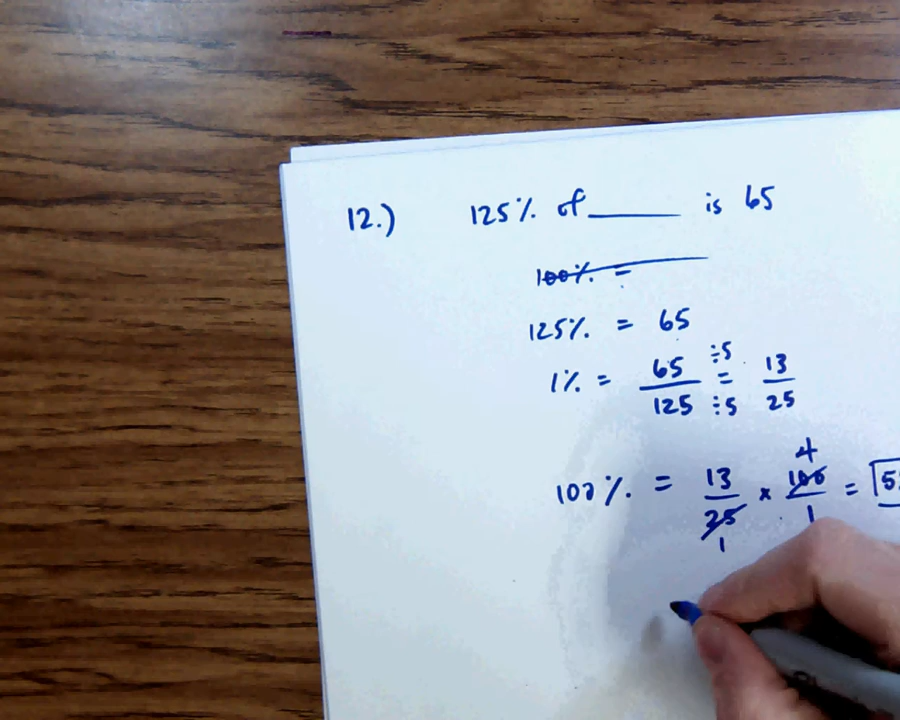 12.) 125% of ______ is 65
100% =
125% = 65
1% = 65/125 ÷5/÷5 = 13/25
100% = 13/25 x 100/1 = 5
4
1